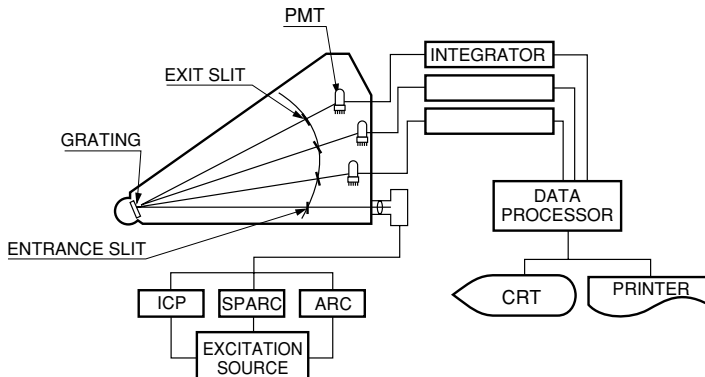 PMT
INTEGRATOR
EXIT SLIT
GRATING
DATA
PROCESSOR
ENTRANCE SLIT
ICP
SPARC
ARC
CRT
PRINTER
EXCITATION
SOURCE